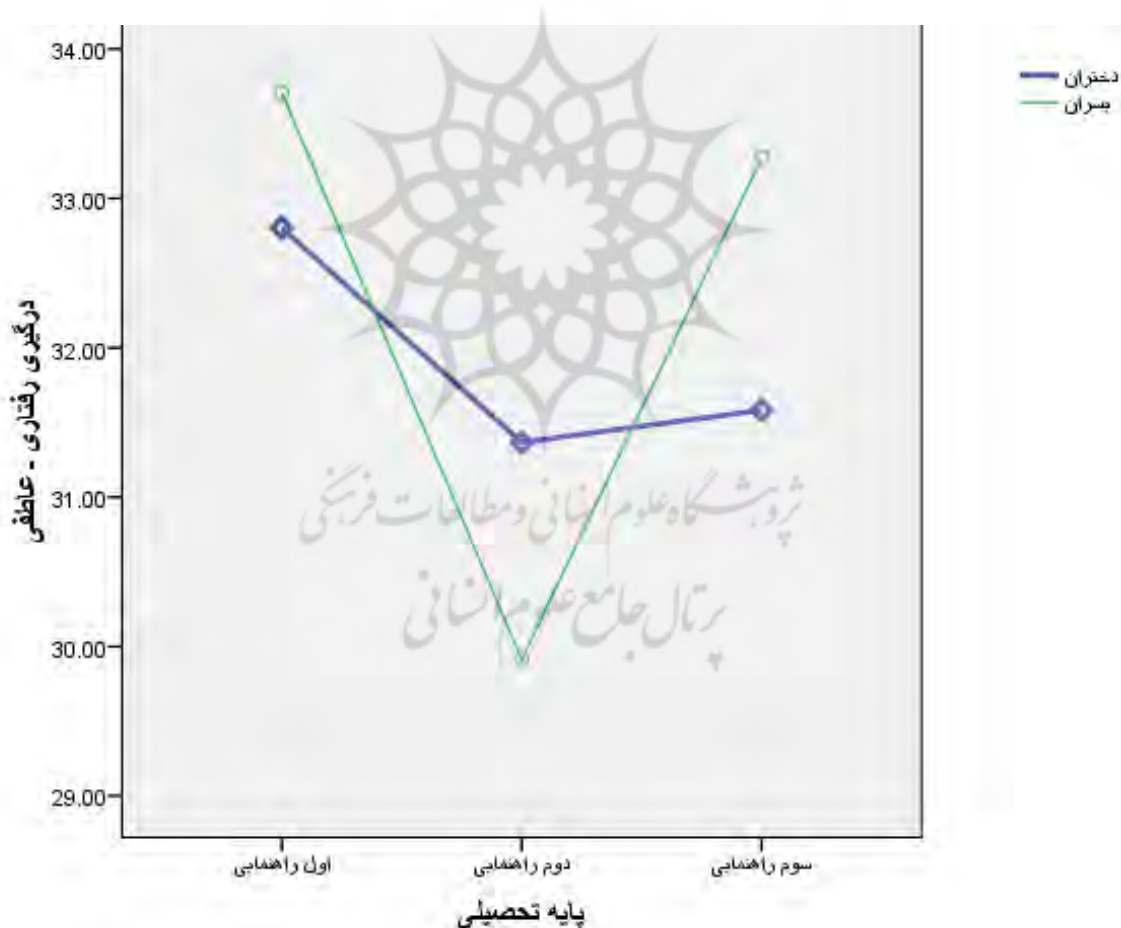 34.00
33.00
32.00
31.00
30.00
29.00
درگیری رفتاری - عاطفی
دختران
پسران
پژوهشگاه علوم انسانی و مطالعات فرهنگی
پرتال جامع علوم انسانی
اول راهنمایی
دوم راهنمایی
سوم راهنمایی
پایه تحصیلی